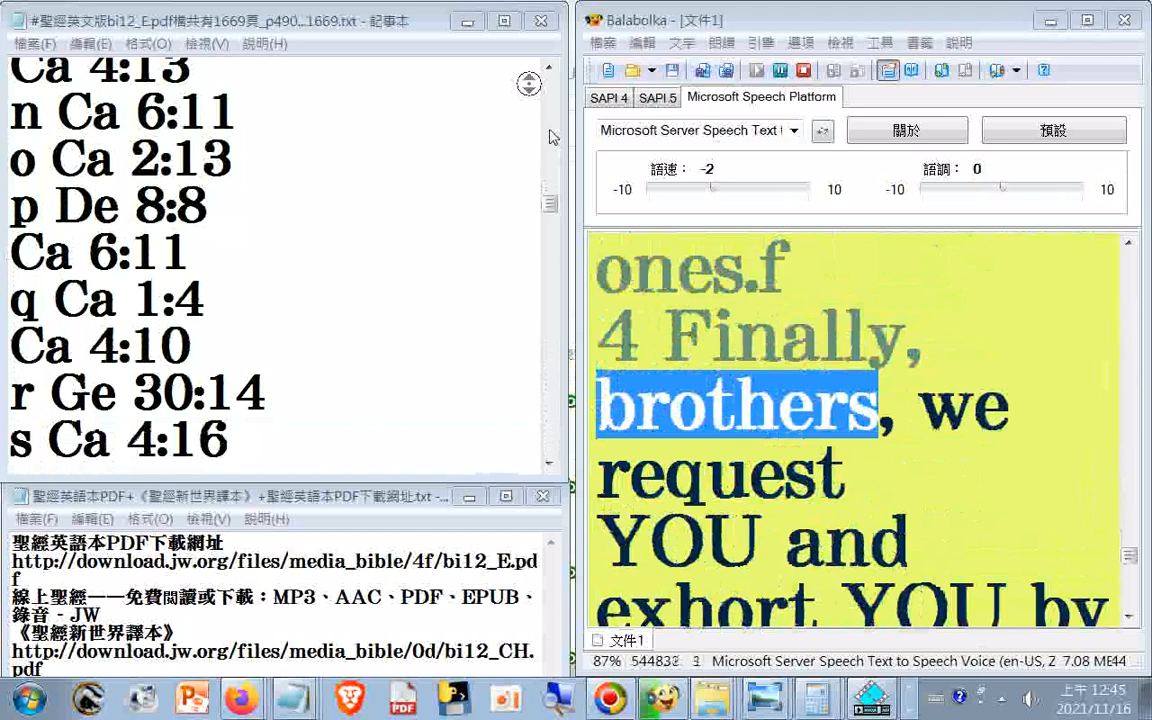 #聖經英文版bi12_E.pdf檔共有1669頁_p490...1669.txt - 記事本
檔案(F) 編輯(E) 格式(O) 檢視(V) 說明(H)
Ca 4:13
n Ca 6:11
o Ca 2:13
p De 8:8
Ca 6:11
q Ca 1:4
Ca 4:10
r Ge 30:14
s Ca 4:16
聖經英語本PDF+《聖經新世界譯本》+聖經英語本PDF下載網址.txt -...
檔案(F) 編輯(E) 格式(O) 檢視(V) 說明(H)
聖經英語本PDF下載網址
http://download.jw.org/files/media_bible/4f/bi12_E.pd
f
線上聖經——免費閱讀或下載：MP3、AAC、PDF、EPUB、
錄音 - JW
《聖經新世界譯本》
http://download.jw.org/files/media_bible/0d/bi12_CH.
pdf
Balabolka - [文件1]
檔案 編輯 文字 朗讀 引擎 選項 檢視 工具 書籤 說明
SAPI 4 SAPI 5 Microsoft Speech Platform
Microsoft Server Speech Text 關於 預設
語速： -2 語調： 0
-10 10 -10 10
ones.f
4 Finally,
brothers, we
request
YOU and
exhort YOU by
文件1
87% 544832 Microsoft Server Speech Text to Speech Voice (en-US, Z 7.08 ME44
上午 12:45
2021/11/16